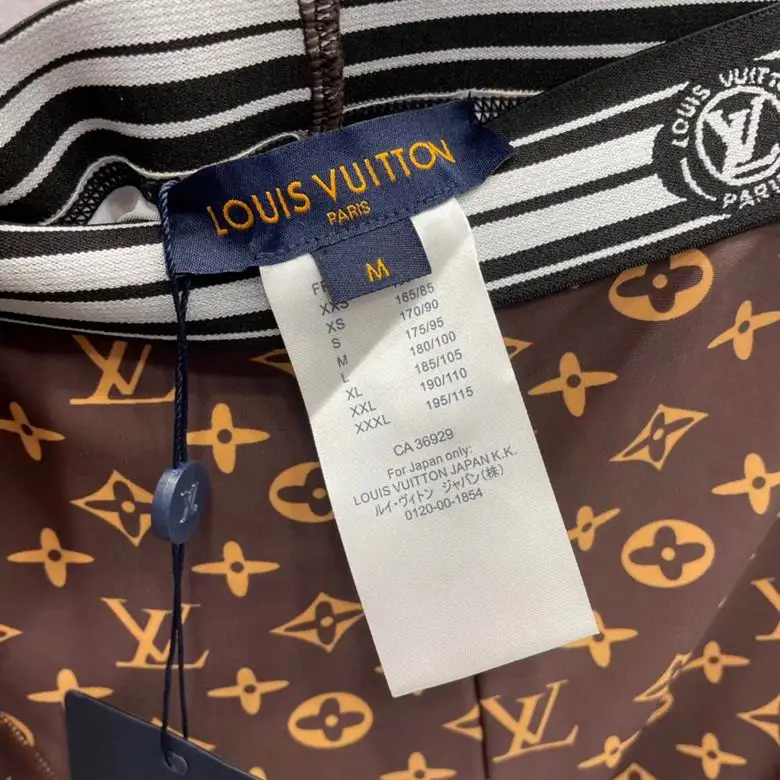 LOUIS VUITTON
PARIS
M
LOUIS VUITTON
LV
PARIS
XXS 165/85
XS 170/90
S 175/95
M 180/100
L 185/105
XL 190/110
XXL 195/115
XXXL
CA 36929
For Japan only:
LOUIS VUITTON JAPAN K.K.
ルイ・ヴィトン ジャパン(株)
0120-00-1854